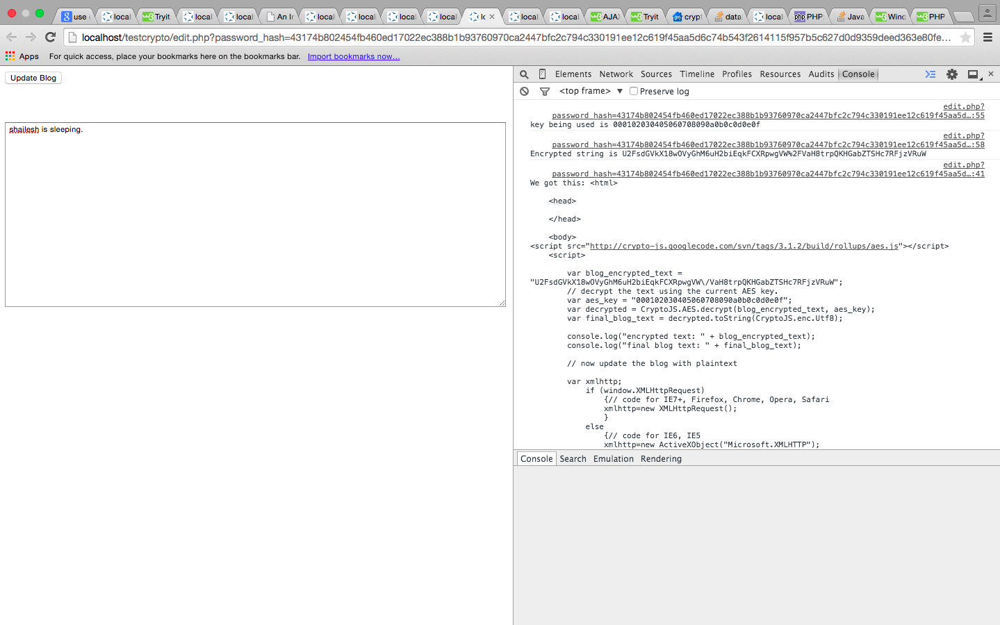 use
local
Tryit
local
local
An Ir
local
local
local
local
lo
local
local
AJAX
Tryit
local
crypt
data
local
php PHP
Java
Wind
PHP
localhost/testcrypto/edit.php?password_hash=43174b802454fb460ed17022ec388b1b93760970ca2447bfc2c794c330191ee12c619f45aa5d6c74b543f2614115f957b5c627d0d9359deed363e80fe…
Apps For quick access, place your bookmarks here on the bookmarks bar. Import bookmarks now…
Update Blog
shailesh is sleeping.
Elements Network Sources Timeline Profiles Resources Audits Console
<top frame> Preserve log
edit.php?
password_hash=43174b802454fb460ed17022ec388b1b93760970ca2447bfc2c794c330191ee12c619f45aa5d…:55
key being used is 000102030405060708090a0b0c0d0e0f
edit.php?
password_hash=43174b802454fb460ed17022ec388b1b93760970ca2447bfc2c794c330191ee12c619f45aa5d…:58
Encrypted string is U2FsdGVkX18wOVyGhM6uH2biEqkFCXRpwgVW%2FVaH8trpQKHGabZTSHc7RFjzVRuW
edit.php?
password_hash=43174b802454fb460ed17022ec388b1b93760970ca2447bfc2c794c330191ee12c619f45aa5d…:41
We got this: <html>
<head>
</head>
<body>
<script src="http://crypto-js.googlecode.com/svn/tags/3.1.2/build/rollups/aes.js"></script>
<script>
var blog_encrypted_text =
"U2FsdGVkX18wOVyGhM6uH2biEqkFCXRpwgVW\/VaH8trpQKHGabZTSHc7RFjzVRuW";
// decrypt the text using the current AES key.
var aes_key = "000102030405060708090a0b0c0d0e0f";
var decrypted = CryptoJS.AES.decrypt(blog_encrypted_text, aes_key);
var final_blog_text = decrypted.toString(CryptoJS.enc.Utf8);
console.log("encrypted text: " + blog_encrypted_text);
console.log("final blog text: " + final_blog_text);
// now update the blog with plaintext
var xmlhttp;
if (window.XMLHttpRequest)
{// code for IE7+, Firefox, Chrome, Opera, Safari
xmlhttp=new XMLHttpRequest();
}
else
{// code for IE6, IE5
xmlhttp=new ActiveXObject("Microsoft.XMLHTTP");
Console Search Emulation Rendering